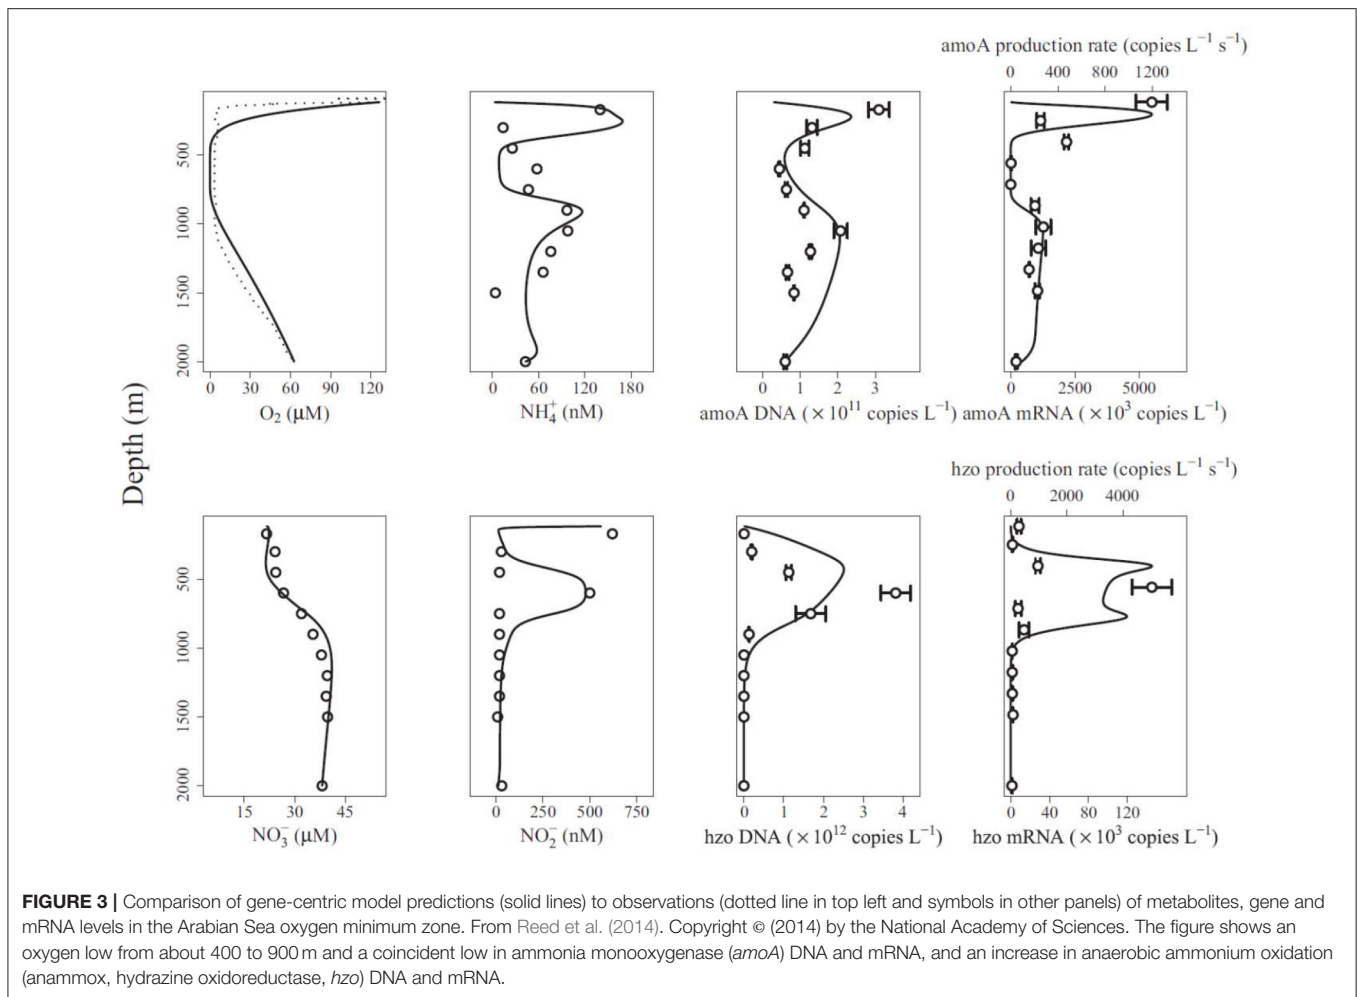 amoA production rate (copies L⁻¹ s⁻¹)
0 400 800 1200
500
1000
1500
2000
0 30 60 90 120
O₂ (μM)
0 60 120 180
NH₄⁺ (nM)
0 1 2 3
amoA DNA (×10¹¹ copies L⁻¹)
0 2500 5000
amoA mRNA (×10³ copies L⁻¹)
Depth (m)
hzo production rate (copies L⁻¹ s⁻¹)
0 2000 4000
500
1000
1500
2000
15 30 45
NO₃⁻ (μM)
0 250 500 750
NO₂⁻ (nM)
0 1 2 3 4
hzo DNA (×10¹² copies L⁻¹)
0 40 80 120
hzo mRNA (×10³ copies L⁻¹)
FIGURE 3 | Comparison of gene-centric model predictions (solid lines) to observations (dotted line in top left and symbols in other panels) of metabolites, gene and
mRNA levels in the Arabian Sea oxygen minimum zone. From Reed et al. (2014). Copyright © (2014) by the National Academy of Sciences. The figure shows an
oxygen low from about 400 to 900 m and a coincident low in ammonia monooxygenase (amoA) DNA and mRNA, and an increase in anaerobic ammonium oxidation
(anammox, hydrazine oxidoreductase, hzo) DNA and mRNA.